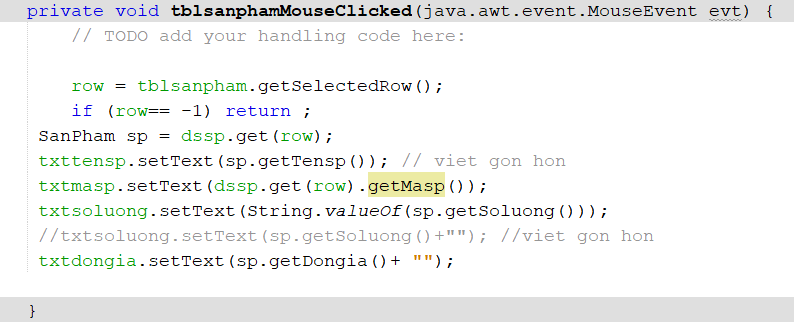 private void tblsanphamMouseClicked(java.awt.event.MouseEvent evt) {
// TODO add your handling code here:
row = tblsanpham.getSelectedRow();
if (row== -1) return ;
SanPham sp = dssp.get(row);
txttensp.setText(sp.getTensp()); // viet gon hon
txtmasp.setText(dssp.get(row).getMasp());
txtsoluong.setText(String.valueOf(sp.getSoluong()));
//txtsoluong.setText(sp.getSoluong()+""); //viet gon hon
txtdongia.setText(sp.getDongia()+ "");
}